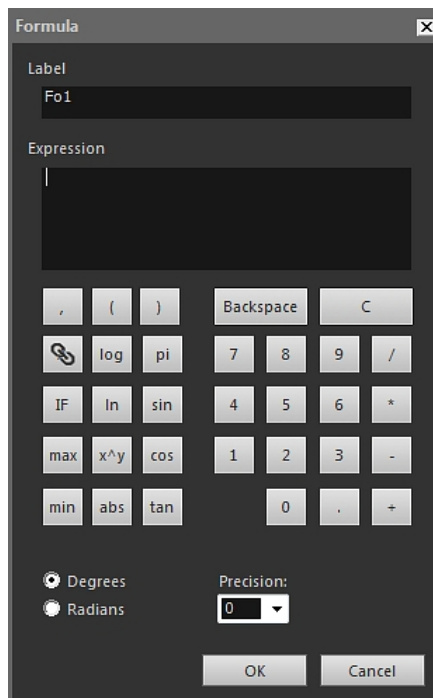 Formula
Label
Fo1
Expression
, ( ) Backspace C
log pi 7 8 9 /
IF ln sin 4 5 6 *
max x^y cos 1 2 3 -
min abs tan 0 . +
Degrees Precision:
Radians 0
OK Cancel